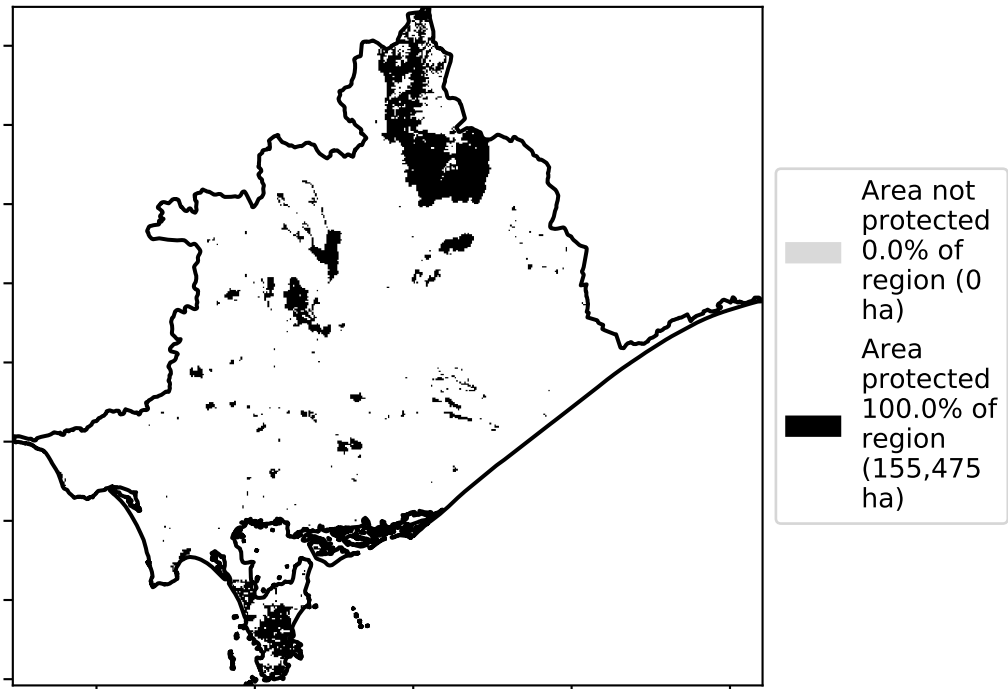 Area not
protected
0.0% of
region (0
ha)
Area
protected
100.0% of
region
(155,475
ha)